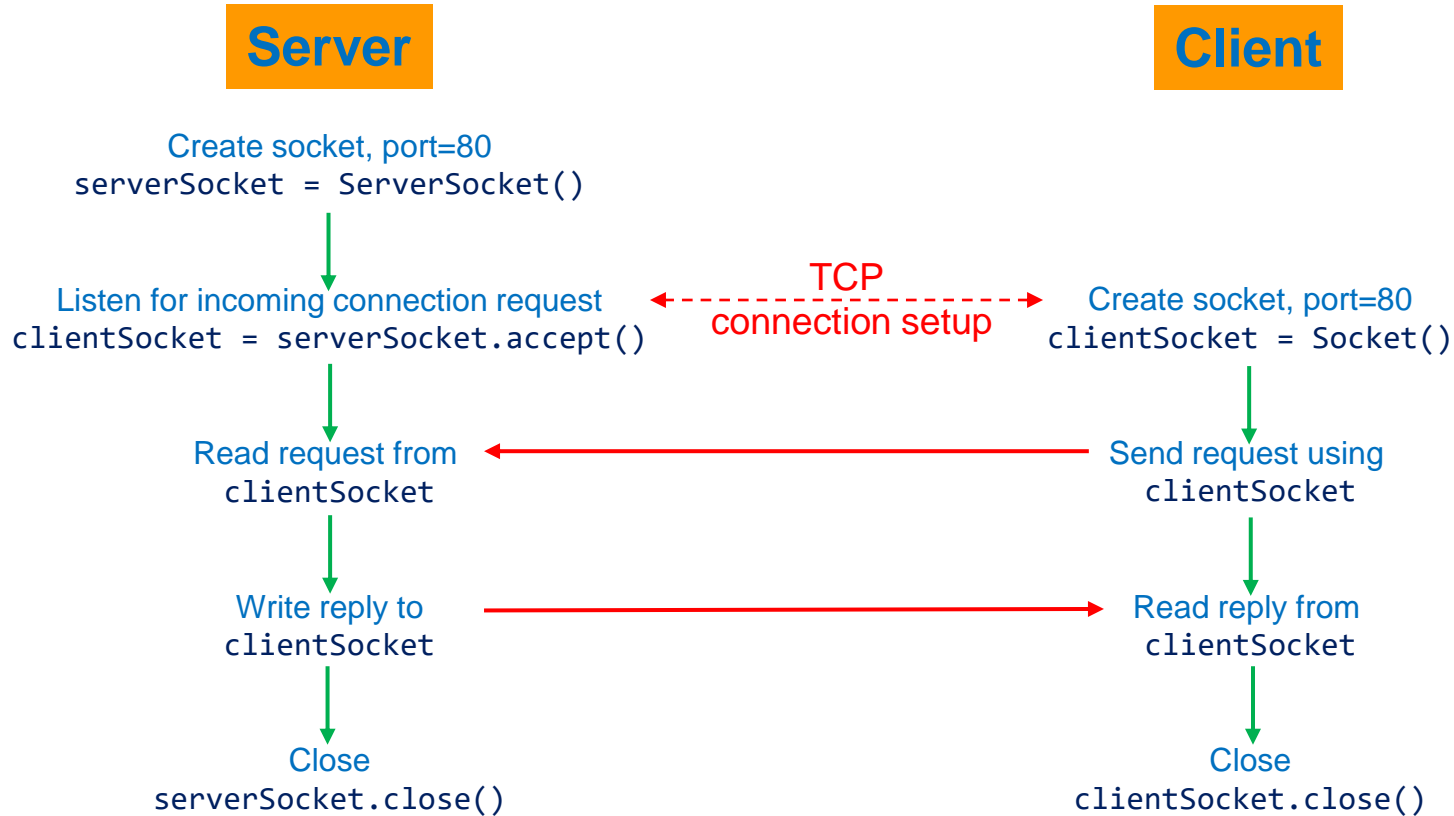 Server
Client
Create socket, port=80
serverSocket = ServerSocket()
TCP
connection setup
Listen for incoming connection request
clientSocket = serverSocket.accept()
Create socket, port=80
clientSocket = Socket()
Read request from
clientSocket
Send request using
clientSocket
Write reply to
clientSocket
Read reply from
clientSocket
Close
serverSocket.close()
Close
clientSocket.close()